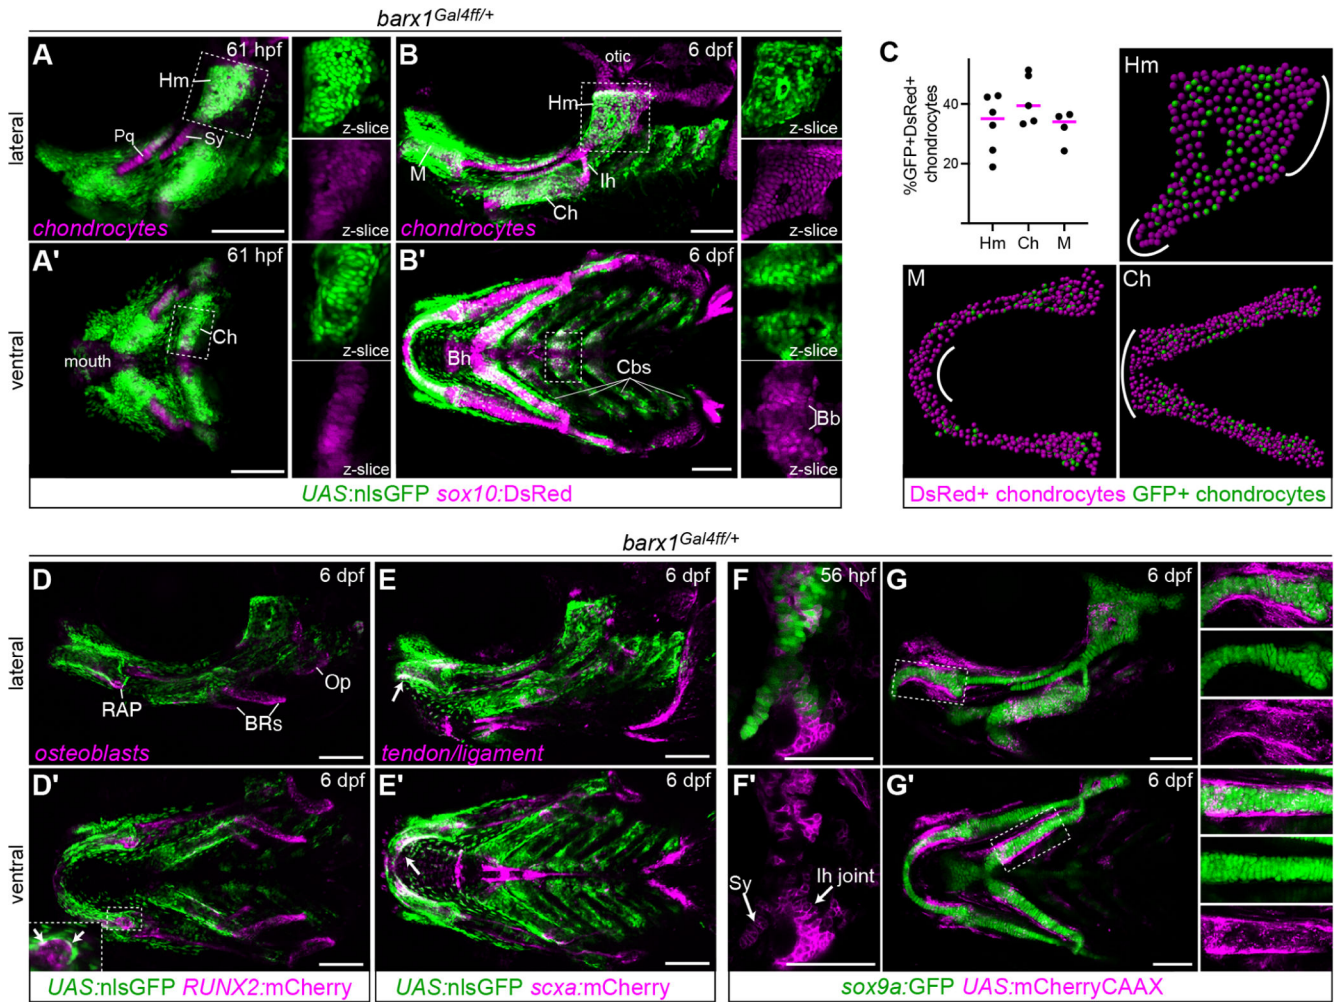 barx1Gal4ff/+
lateral
ventral
A
61 hpf
Hm
Pq
Sy
chondrocytes
z-slice
z-slice
B
6 dpf
otic
Hm
M
Ih
Ch
z-slice
z-slice
A'
61 hpf
Ch
mouth
z-slice
z-slice
B'
6 dpf
Bh
Cbs
z-slice
Bb
z-slice
UAS:nlsGFP sox10:DsRed
C
%GFP+DsRed+
chondrocytes
40
20
Hm Ch M
Hm
M
Ch
DsRed+ chondrocytes GFP+ chondrocytes
barx1Gal4ff/+
lateral
ventral
D
6 dpf
Op
RAP
BRs
osteoblasts
E
6 dpf
tendon/ligament
F
56 hpf
G
6 dpf
D'
6 dpf
E'
6 dpf
F'
Sy
Ih joint
G'
6 dpf
UAS:nlsGFP RUNX2:mCherry
UAS:nlsGFP scxa:mCherry
sox9a:GFP UAS:mCherryCAAX